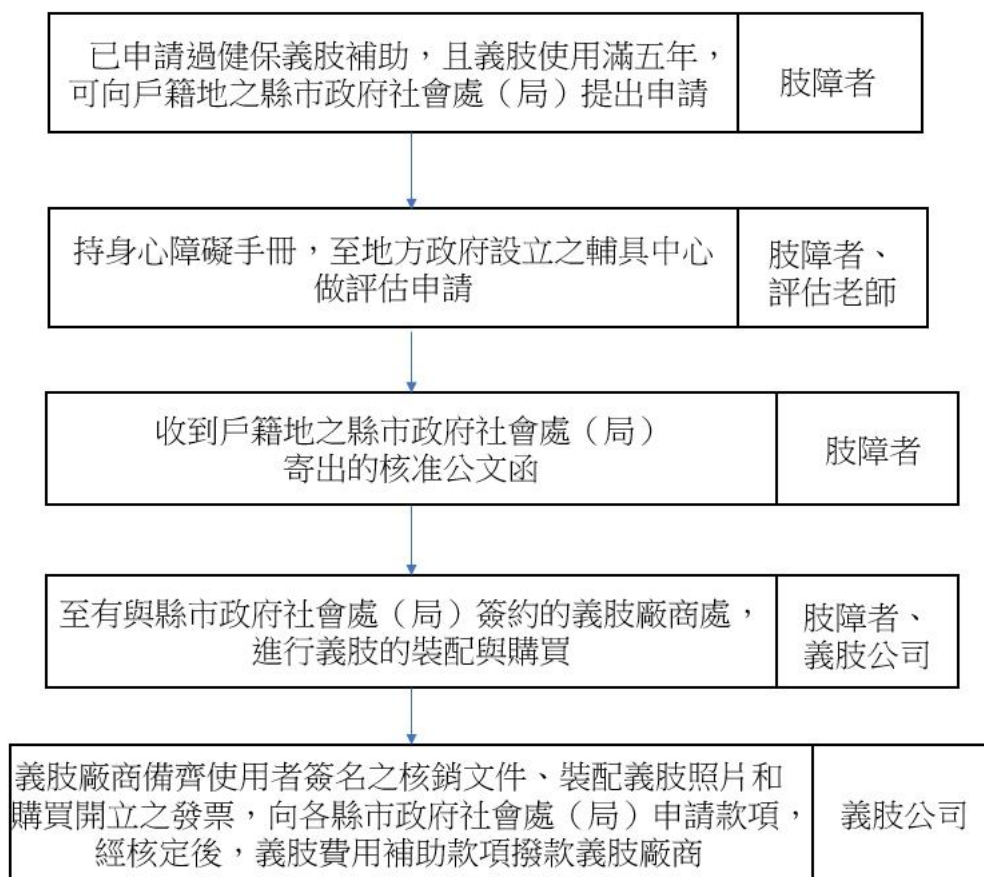 已申請過健保義肢補助，且義肢使用滿五年，
可向戶籍地之縣市政府社會處（局）提出申請
肢障者
持身心障礙手冊，至地方政府設立之輔具中心
做評估申請
肢障者、
評估老師
收到戶籍地之縣市政府社會處（局）
寄出的核准公文函
肢障者
至有與縣市政府社會處（局）簽約的義肢廠商處，
進行義肢的裝配與購買
肢障者、
義肢公司
義肢廠商備齊使用者簽名之核銷文件、裝配義肢照片和
購買開立之發票，向各縣市政府社會處（局）申請款項，
經核定後，義肢費用補助款項撥款義肢廠商
義肢公司